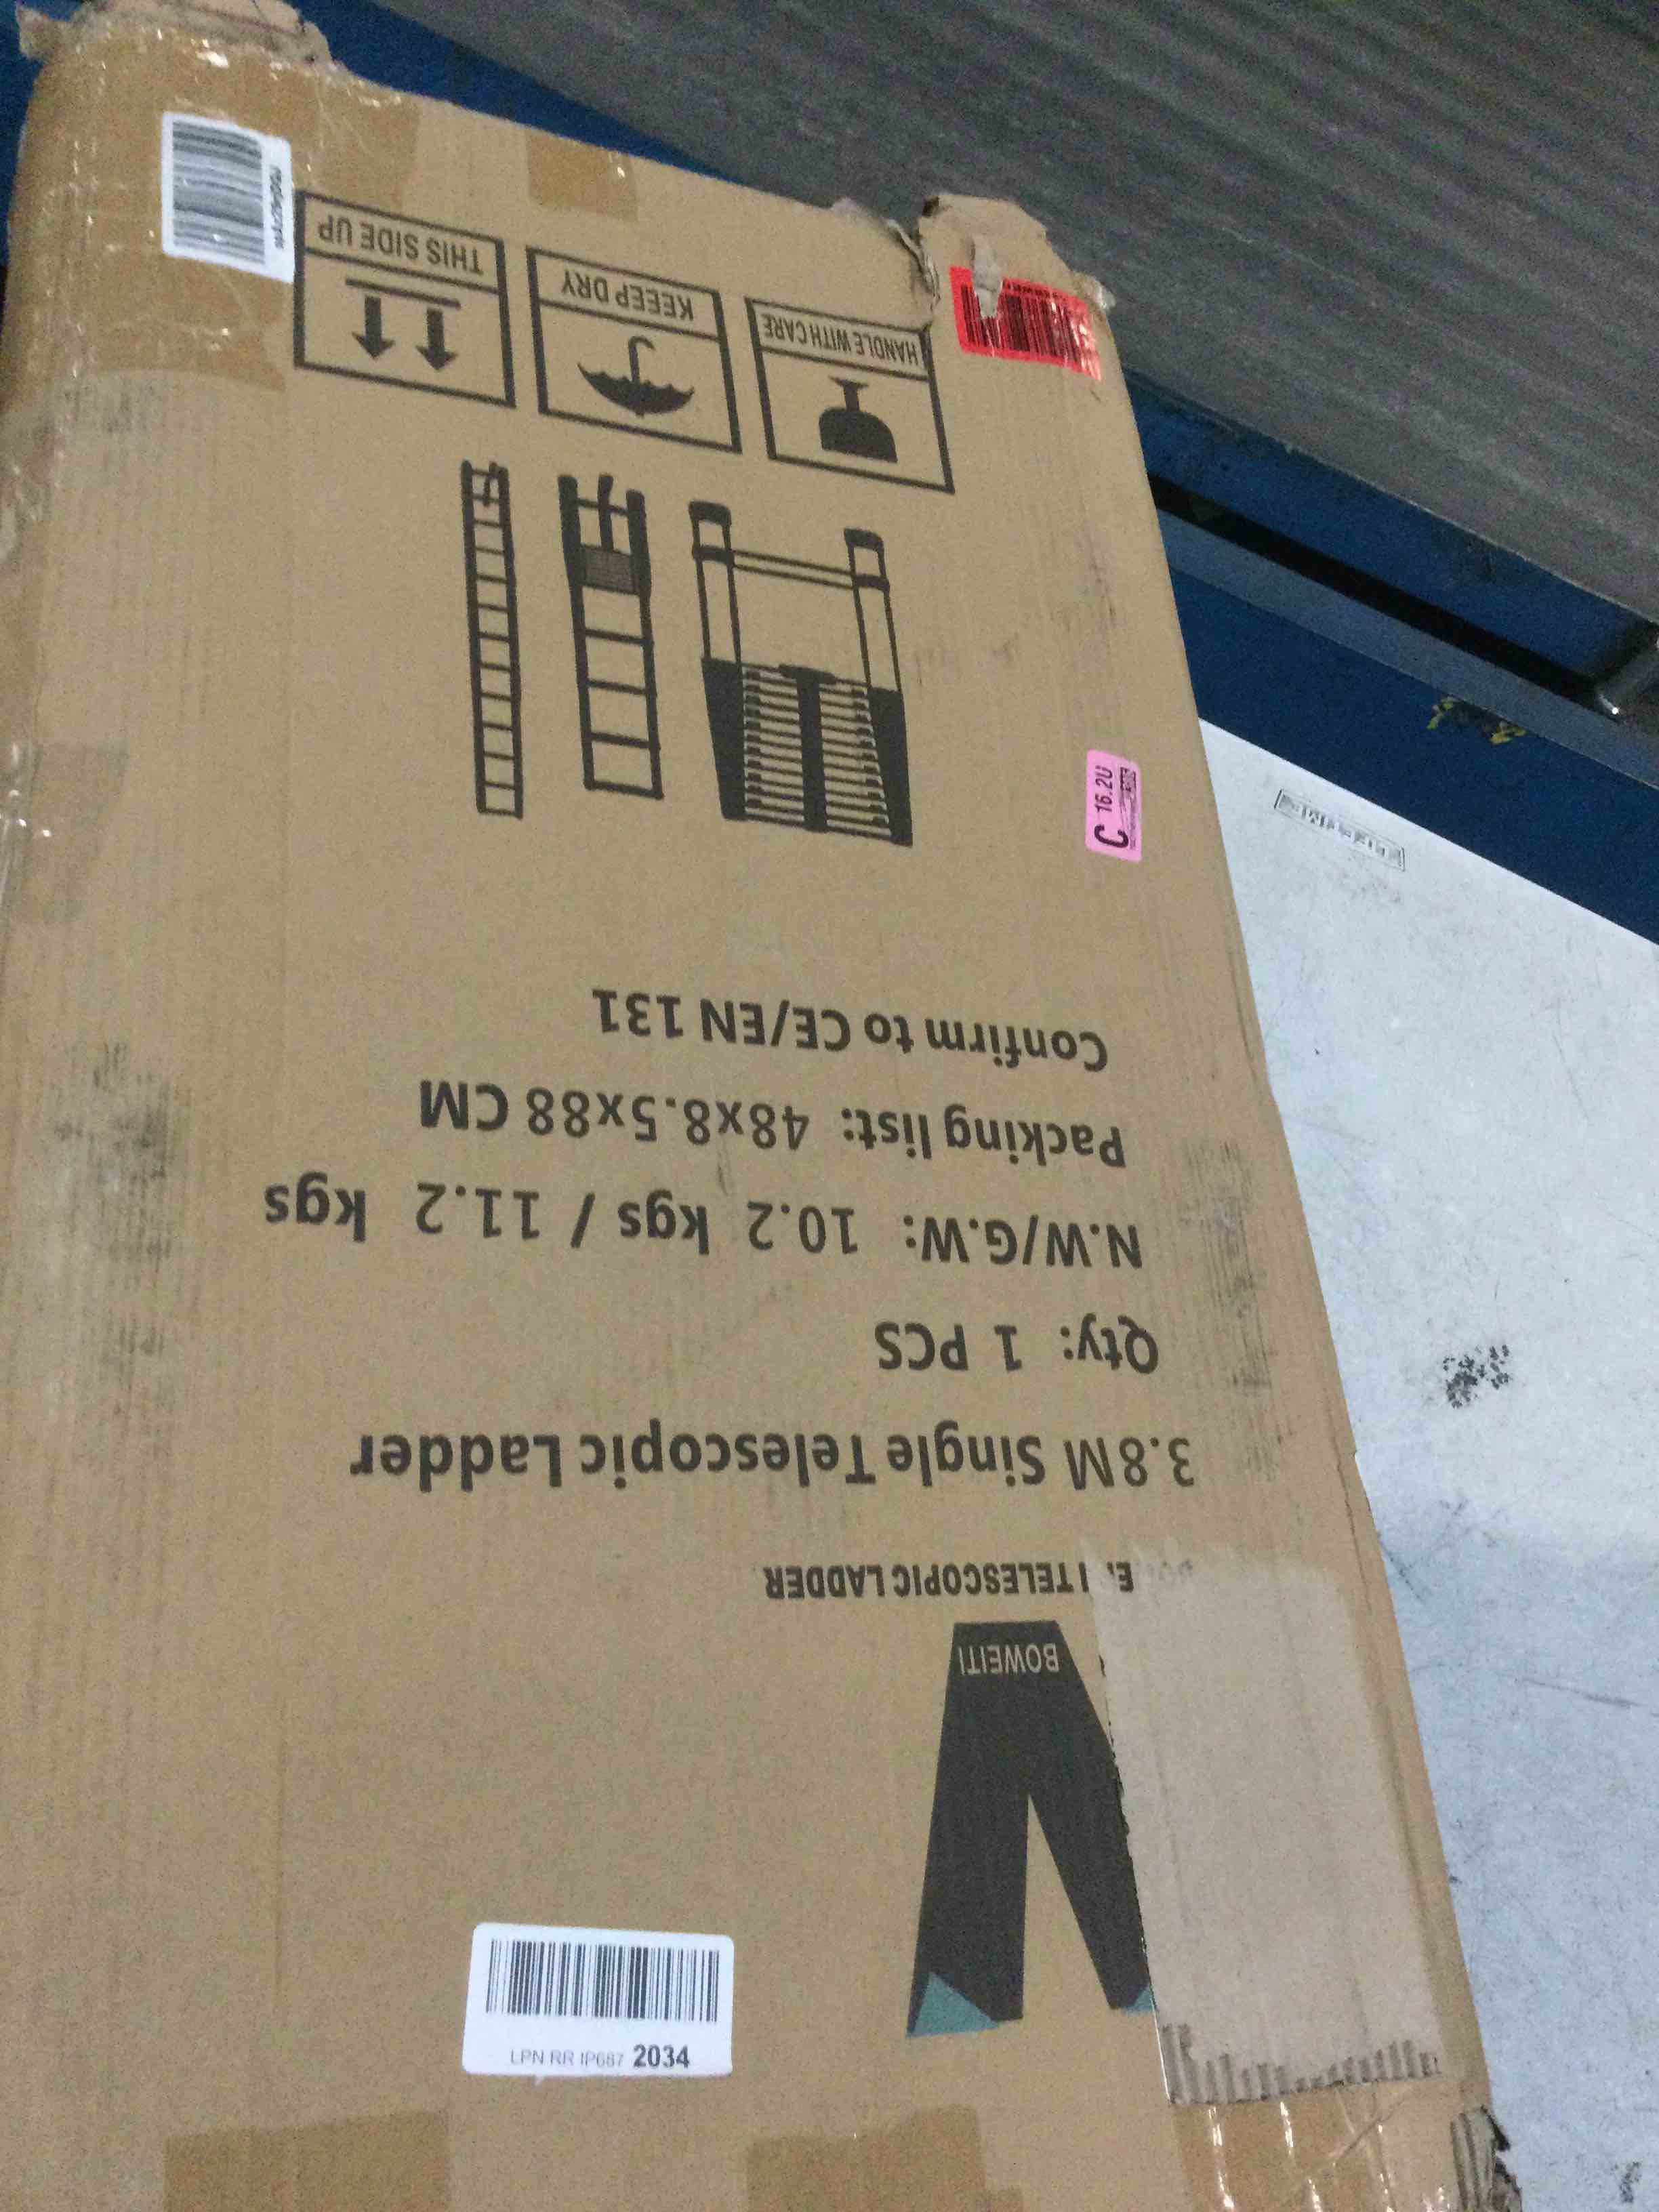 BOWEITI
TELESCOPIC LADDER
3.8M Single Telescopic Ladder
Qty: 1 PCS
N.W/G.W: 10.2 kgs / 11.2 kgs
Packing list: 48x8.5x88 CM
Confirm to CE/EN 131
HANDLE WITH CARE
KEEEP DRY
THIS SIDE UP
C 16.2U
LPN RR IP687 2034